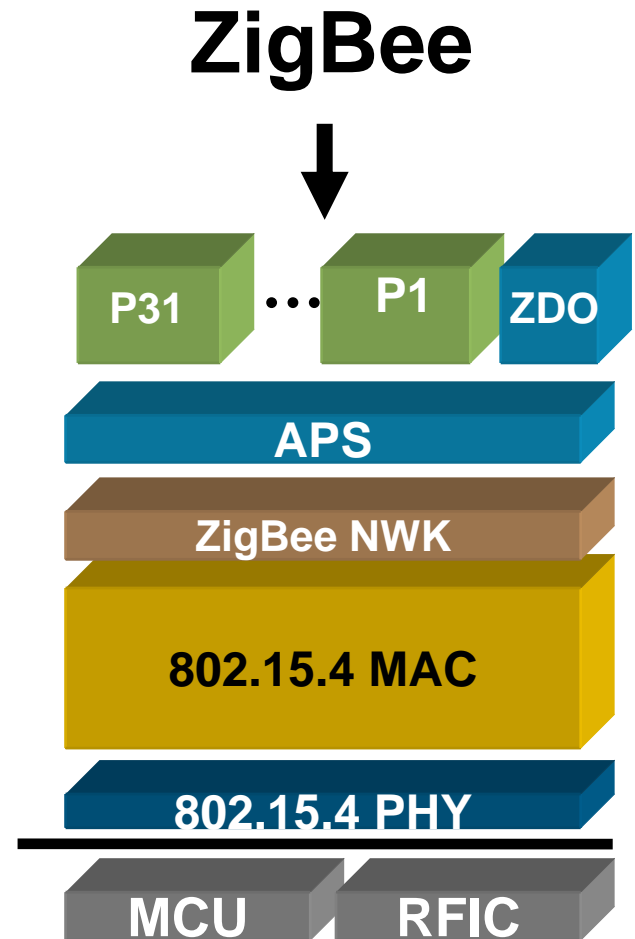 ZigBee
P31 ... P1 ZDO
APS
ZigBee NWK
802.15.4 MAC
802.15.4 PHY
MCU RFIC